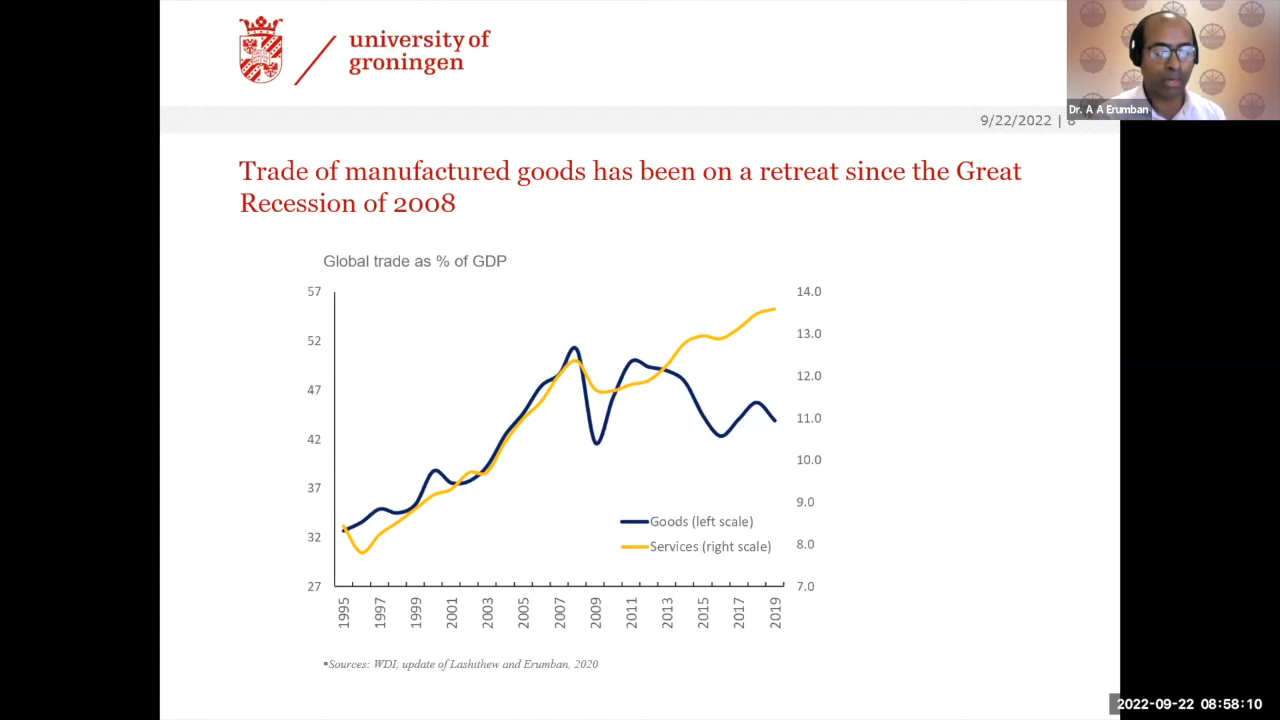 university of
groningen
Dr. A A Erumban
9/22/2022 | 8
Trade of manufactured goods has been on a retreat since the Great
Recession of 2008
Global trade as % of GDP
57
52
47
42
37
32
27
14.0
13.0
12.0
11.0
10.0
9.0
8.0
7.0
Goods (left scale)
Services (right scale)
1995
1997
1999
2001
2003
2005
2007
2009
2011
2013
2015
2017
2019
▪Sources: WDI, update of Lashithew and Erumban, 2020
2022-09-22 08:58:10